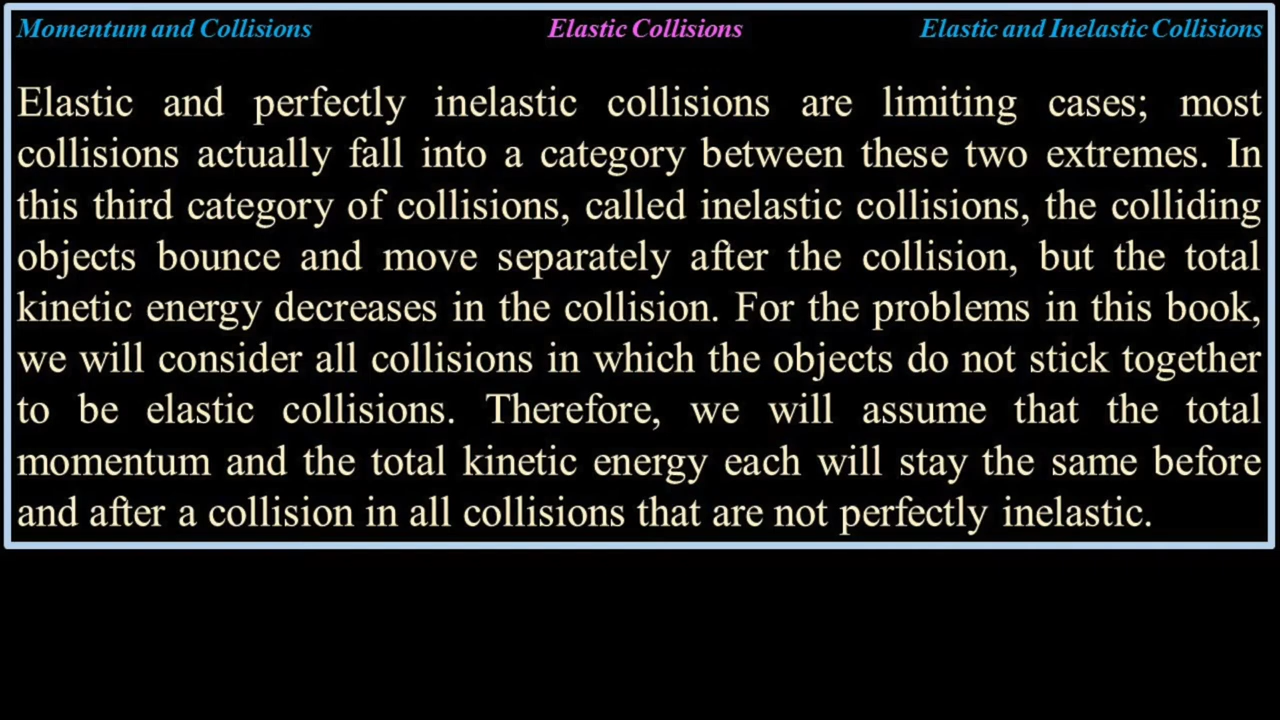 Momentum and Collisions Elastic Collisions Elastic and Inelastic Collisions
Elastic and perfectly inelastic collisions are limiting cases; most
collisions actually fall into a category between these two extremes. In
this third category of collisions, called inelastic collisions, the colliding
objects bounce and move separately after the collision, but the total
kinetic energy decreases in the collision. For the problems in this book,
we will consider all collisions in which the objects do not stick together
to be elastic collisions. Therefore, we will assume that the total
momentum and the total kinetic energy each will stay the same before
and after a collision in all collisions that are not perfectly inelastic.